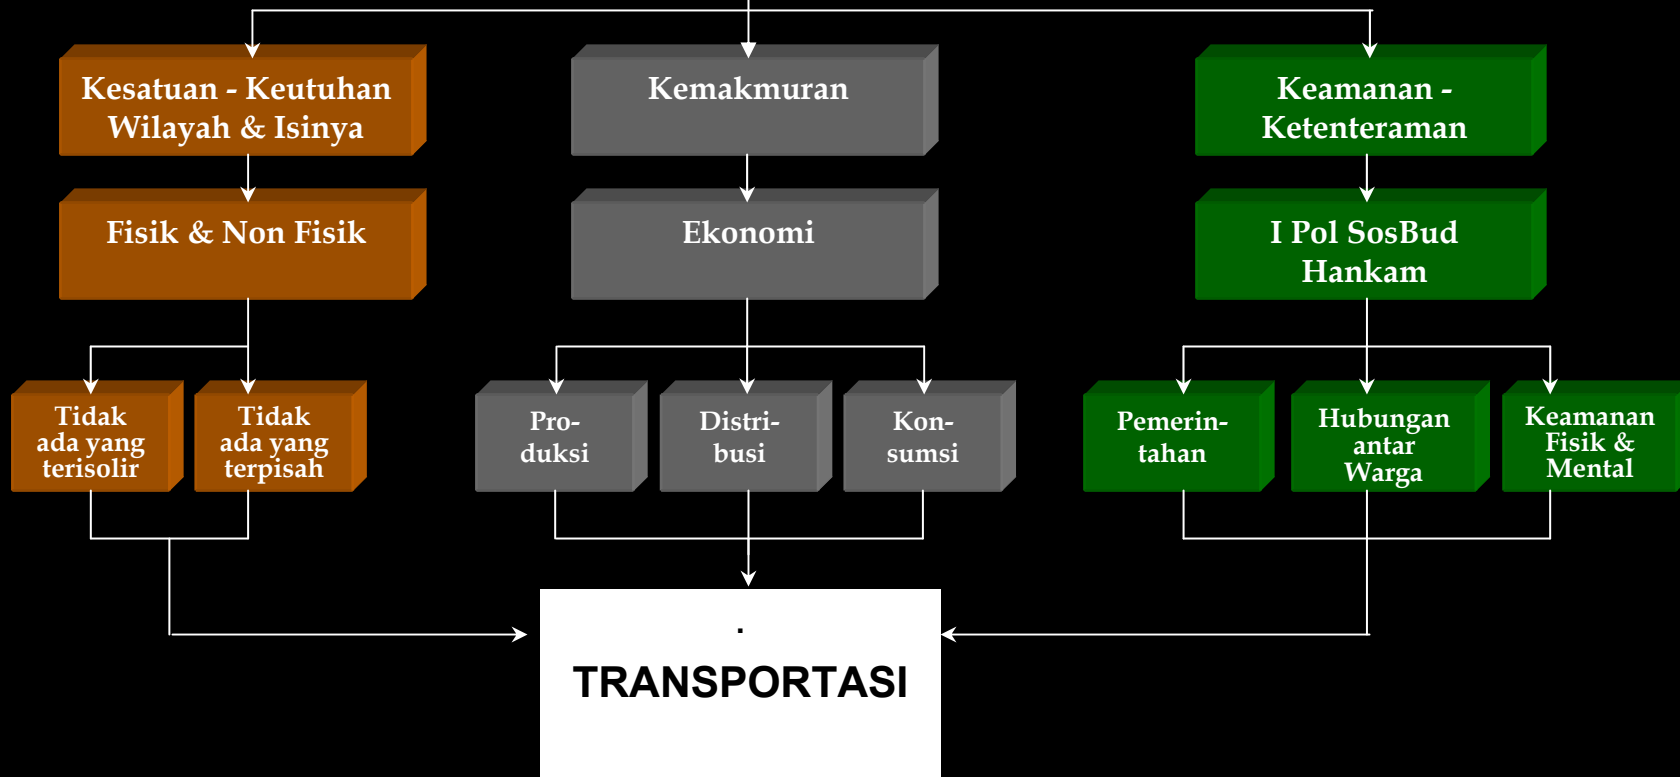 Kesatuan - Keutuhan
Wilayah & Isinya
Kemakmuran
Keamanan -
Ketenteraman
Fisik & Non Fisik
Ekonomi
I Pol SosBud
Hankam
Tidak
ada yang
terisolir
Tidak
ada yang
terpisah
Pro-
duksi
Distri-
busi
Kon-
sumsi
Pemerin-
tahan
Hubungan
antar
Warga
Keamanan
Fisik &
Mental
.
TRANSPORTASI